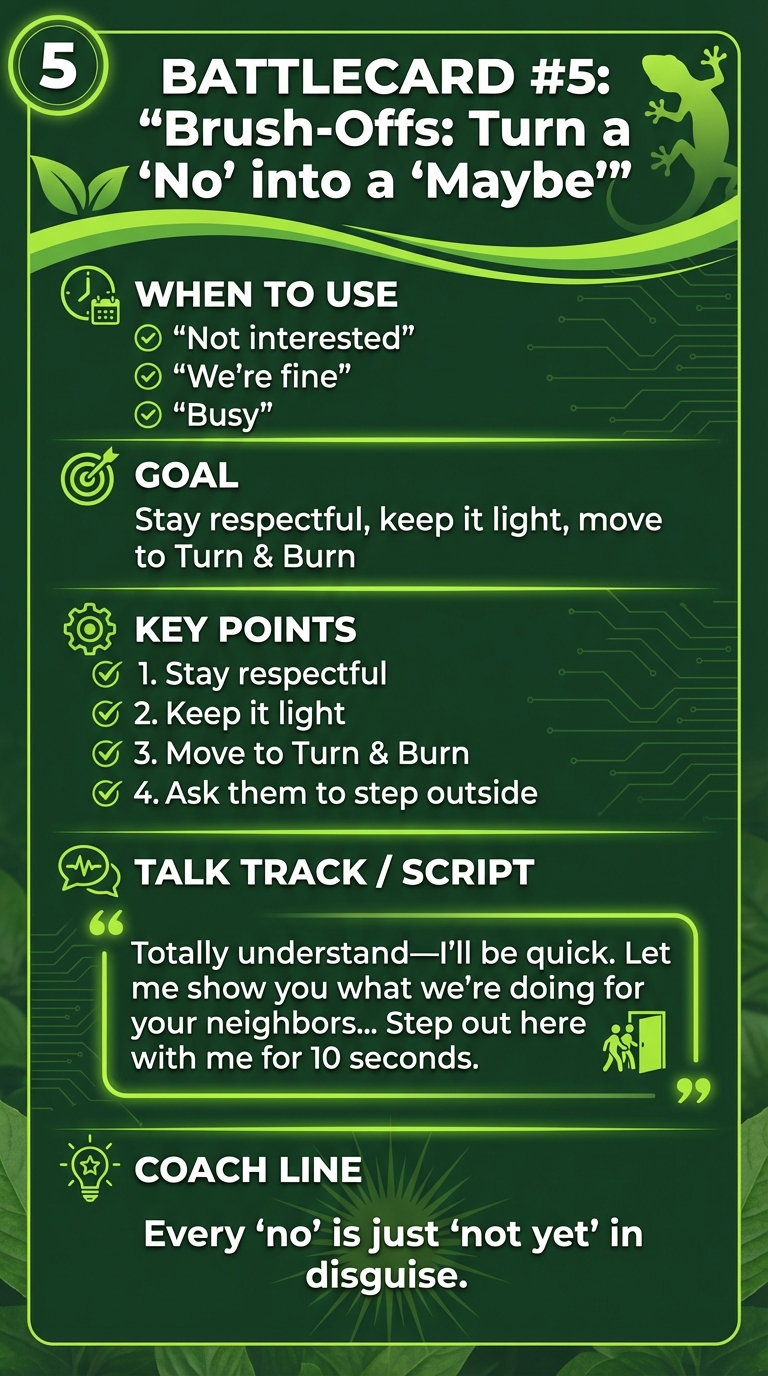 5
BATTLECARD #5:
“Brush-Offs: Turn a
‘No’ into a ‘Maybe’”
WHEN TO USE
“Not interested”
“We’re fine”
“Busy”
GOAL
Stay respectful, keep it light, move
to Turn & Burn
KEY POINTS
1. Stay respectful
2. Keep it light
3. Move to Turn & Burn
4. Ask them to step outside
TALK TRACK / SCRIPT
“
Totally understand—I’ll be quick. Let
me show you what we’re doing for
your neighbors... Step out here
with me for 10 seconds.
”
COACH LINE
Every ‘no’ is just ‘not yet’ in
disguise.